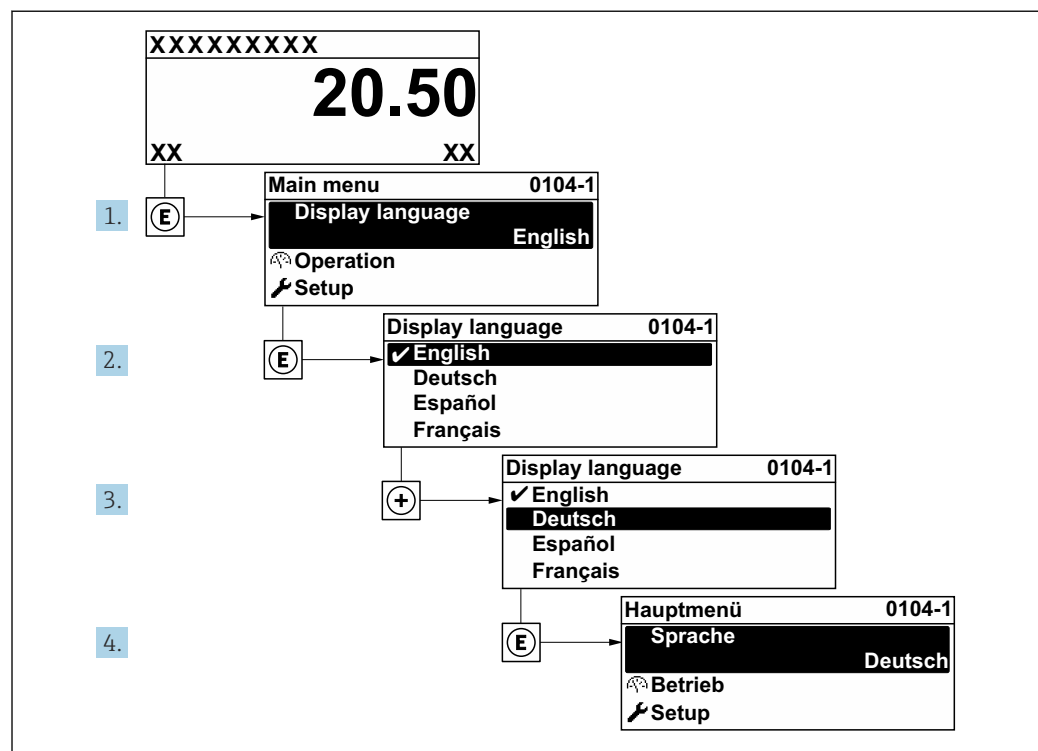 XXXXXXXXX
20.50
XX XX
1. E
Main menu 0104-1
Display language
English
Operation
Setup
2. E
Display language 0104-1
✔ English
Deutsch
Español
Français
3. +
Display language 0104-1
✔ English
Deutsch
Español
Français
4. E
Hauptmenü 0104-1
Sprache
Deutsch
Betrieb
Setup